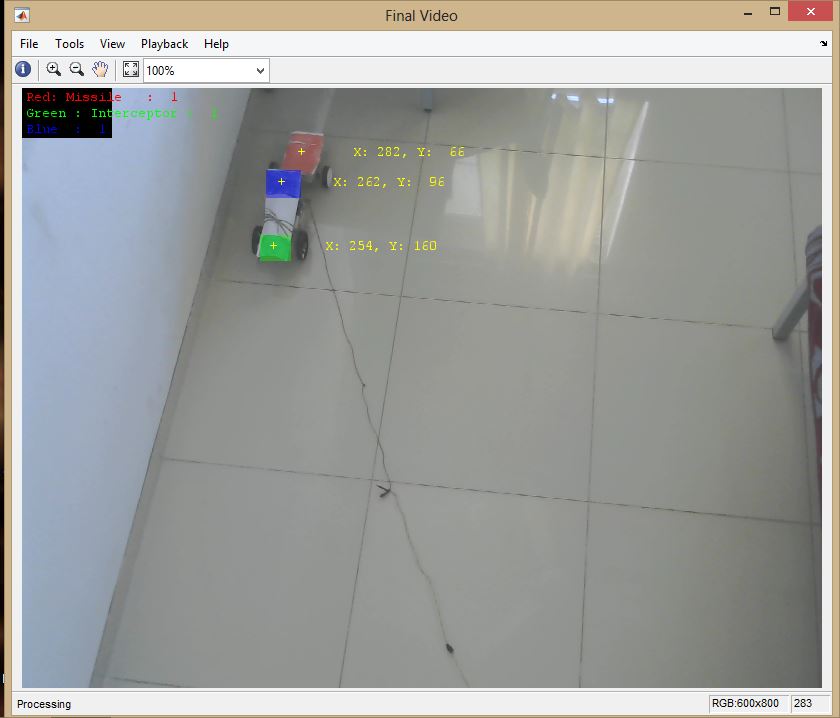 Final Video
File Tools View Playback Help
100%
Red: Missile : 1
Green : Interceptor :
Blue : 1
X: 282, Y: 66
X: 262, Y: 96
X: 254, Y: 160
Processing
RGB:600x800 283